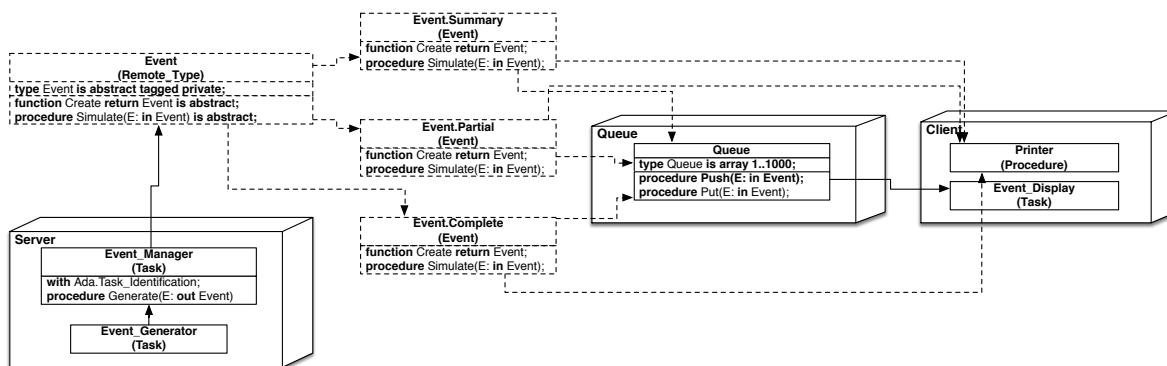 Event.Summary
(Event)
function Create return Event;
procedure Simulate(E: in Event);
Event
(Remote_Type)
type Event is abstract tagged private;
function Create return Event is abstract;
procedure Simulate(E: in Event) is abstract;
Event.Partial
(Event)
function Create return Event;
procedure Simulate(E: in Event);
Queue
Queue
type Queue is array 1..1000;
procedure Push(E: in Event);
procedure Put(E: in Event);
Client
Printer
(Procedure)
Event_Display
(Task)
Event.Complete
(Event)
function Create return Event;
procedure Simulate(E: in Event);
Server
Event_Manager
(Task)
with Ada.Task_Identification;
procedure Generate(E: out Event)
Event_Generator
(Task)